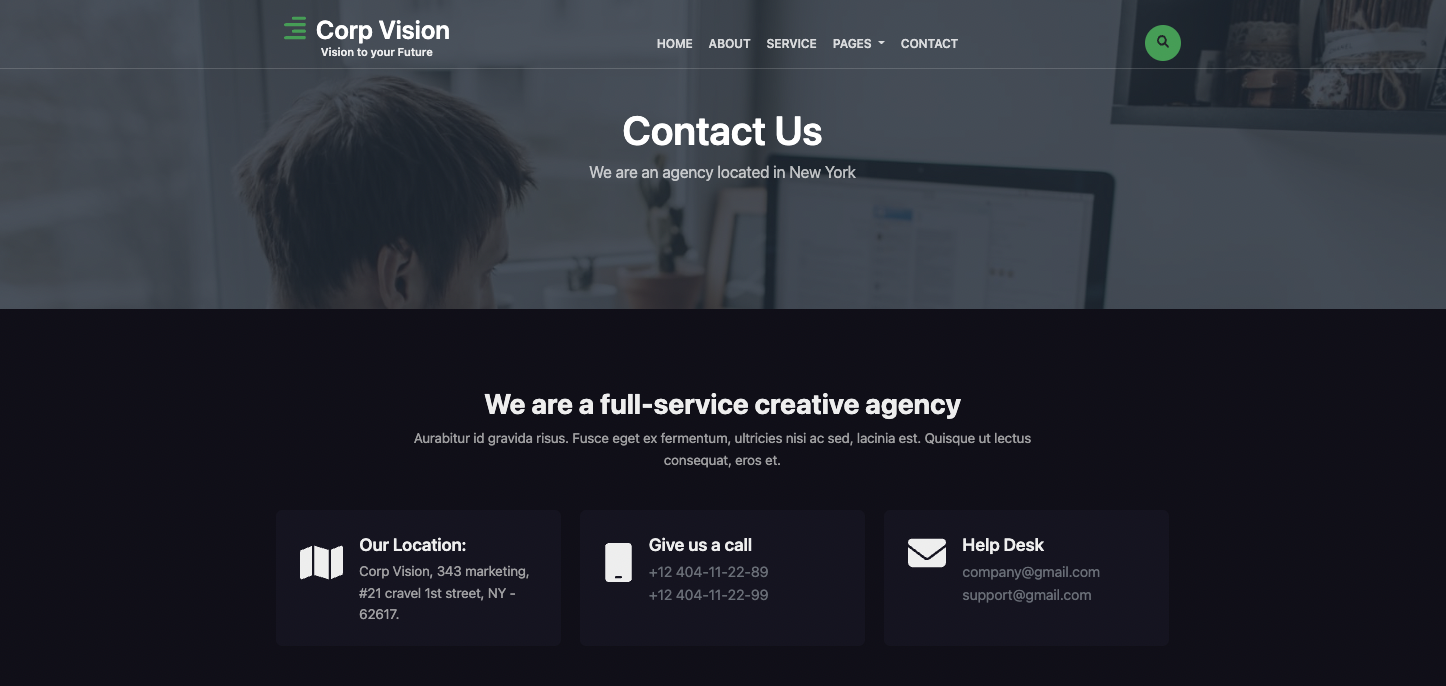 Corp Vision
Vision to your Future
HOME ABOUT SERVICE PAGES CONTACT
Contact Us
We are an agency located in New York
We are a full-service creative agency
Aurabitur id gravida risus. Fusce eget ex fermentum, ultricies nisi ac sed, lacinia est. Quisque ut lectus
consequat, eros et.
Our Location:
Corp Vision, 343 marketing,
#21 cravel 1st street, NY -
62617.
Give us a call
+12 404-11-22-89
+12 404-11-22-99
Help Desk
company@gmail.com
support@gmail.com